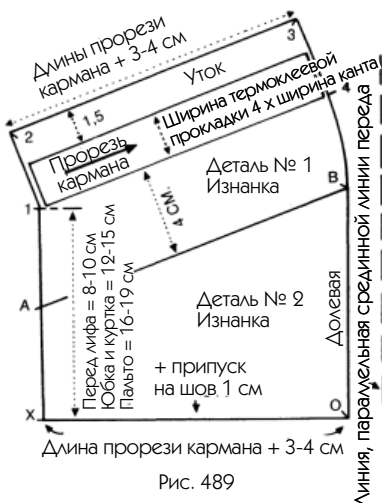 Длины прорези
кармана + 3-4 см
3
Уток
2
1,5
Ширина термоклеевой
прокладки 4 х ширина канта
4
Прорезь
кармана
Деталь № 1
Изнанка
1
4 СМ.
В
А
Деталь № 2
Изнанка
Долевая
Перед лифа = 8-10 см
Юбка и куртка = 12-15 см
Пальто = 16-19 см
+ припуск
на шов 1 см
Х
О
Длина прорези кармана + 3-4 см
Линия, параллельная срединной линии переда
Рис. 489